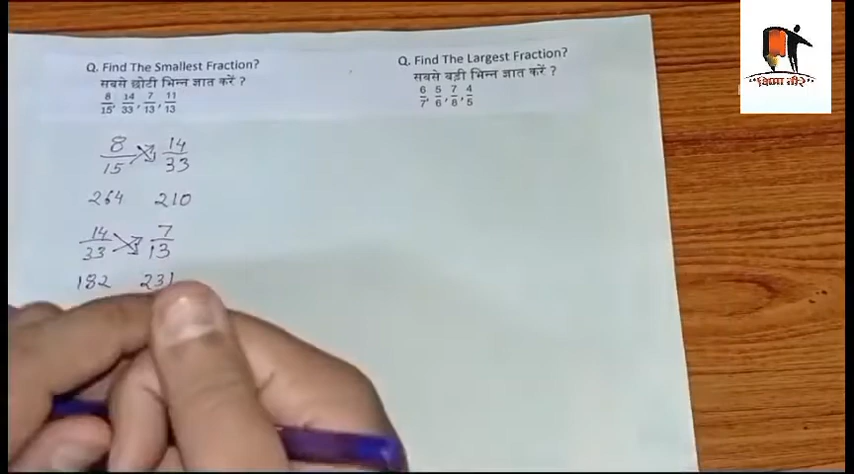 Q. Find The Smallest Fraction?
सबसे छोटी भिन्न ज्ञात करें ?
8/15, 14/33, 7/13, 11/13
8/15 14/33
264 210
14/33 7/13
182 231
Q. Find The Largest Fraction?
सबसे बड़ी भिन्न ज्ञात करें ?
6/7, 5/6, 7/8, 4/5